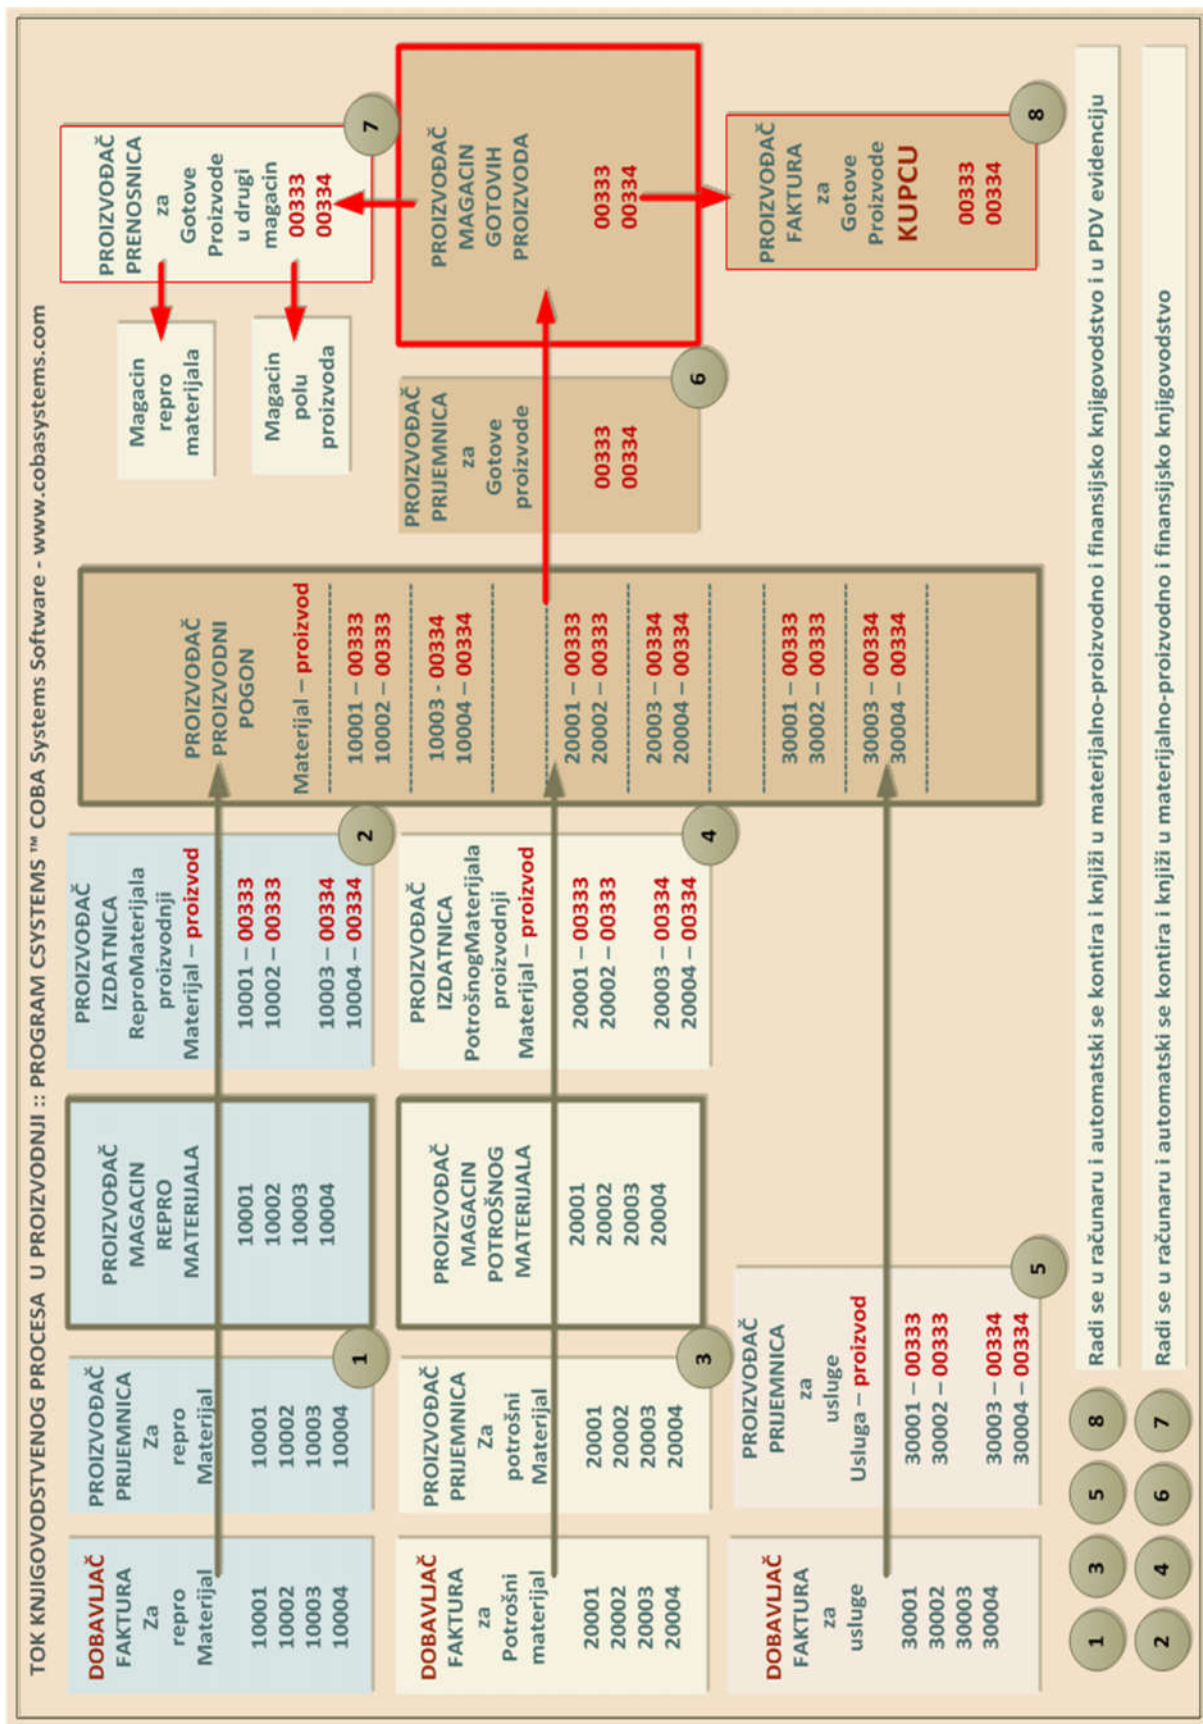 TOK KNJIGOVODSTVENOG PROCESA U PROIZVODNJI :: PROGRAM CSYSTEMS ™ COBA Systems Software - www.cobasystems.com
DOBAVLJAČ
FAKTURA
Za
repro
Materijal
10001
10002
10003
10004
PROIZVOĐAČ
PRIJEMNICA
Za
repro
Materijal
10001
10002
10003
10004
1
PROIZVOĐAČ
MAGACIN
REPRO
MATERIJALA
10001
10002
10003
10004
PROIZVOĐAČ
IZDATNICA
ReproMaterijala
proizvodnji
Materijal – proizvod
10001 – 00333
10002 – 00333
10003 – 00334
10004 – 00334
2
DOBAVLJAČ
FAKTURA
za
Potrošni
materijal
20001
20002
20003
20004
PROIZVOĐAČ
PRIJEMNICA
Za
potrošni
Materijal
20001
20002
20003
20004
3
PROIZVOĐAČ
MAGACIN
POTROŠNOG
MATERIJALA
20001
20002
20003
20004
PROIZVOĐAČ
IZDATNICA
PotrošnogMaterijala
proizvodnji
Materijal – proizvod
20001 – 00333
20002 – 00333
20003 – 00334
20004 – 00334
4
DOBAVLJAČ
FAKTURA
za
usluge
30001
30002
30003
30004
PROIZVOĐAČ
PRIJEMNICA
za
usluge
Usluga – proizvod
30001 – 00333
30002 – 00333
30003 – 00334
30004 – 00334
5
PROIZVOĐAČ
PROIZVODNI
POGON
Materijal – proizvod
10001 – 00333
10002 – 00333
10003 - 00334
10004 – 00334
20001 – 00333
20002 – 00333
20003 – 00334
20004 – 00334
30001 – 00333
30002 – 00333
30003 – 00334
30004 – 00334
Magacin
repro
materijala
Magacin
polu
proizvoda
PROIZVOĐAČ
PRENOSNICA
za
Gotove
Proizvode
u drugi
magacin
00333
00334
7
PROIZVOĐAČ
PRIJEMNICA
za
Gotove
proizvode
00333
00334
6
PROIZVOĐAČ
MAGACIN
GOTOVIH
PROIZVODA
00333
00334
PROIZVOĐAČ
FAKTURA
za
Gotove
Proizvode
KUPCU
00333
00334
8
1 3 5 8 Radi se u računaru i automatski se kontira i knjiži u materijalno-proizvodno i finansijsko knjigovodstvo i u PDV evidenciju
2 4 6 7 Radi se u računaru i automatski se kontira i knjiži u materijalno-proizvodno i finansijsko knjigovodstvo